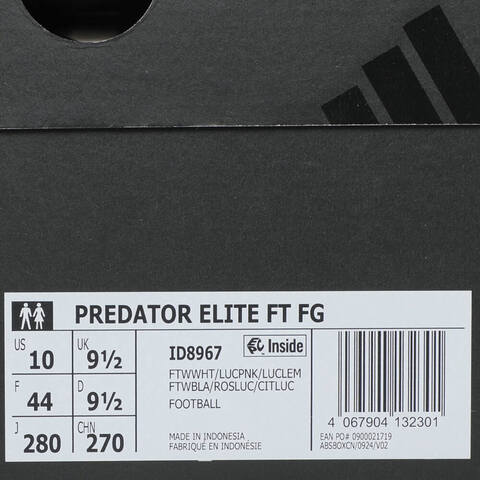 PREDATOR ELITE FT FG
US 10 UK 9½
F 44 D 9½
J 280 CHN 270
ID8967 Inside
FTWWHT/LUCPNK/LUCLEM
FTWBLA/ROSLUC/CITLUC
FOOTBALL
MADE IN INDONESIA
FABRIQUÉ EN INDONÉSIE
4 067904 132301
EAN PO# 0900021719
ABSBOXCN/0924/V02